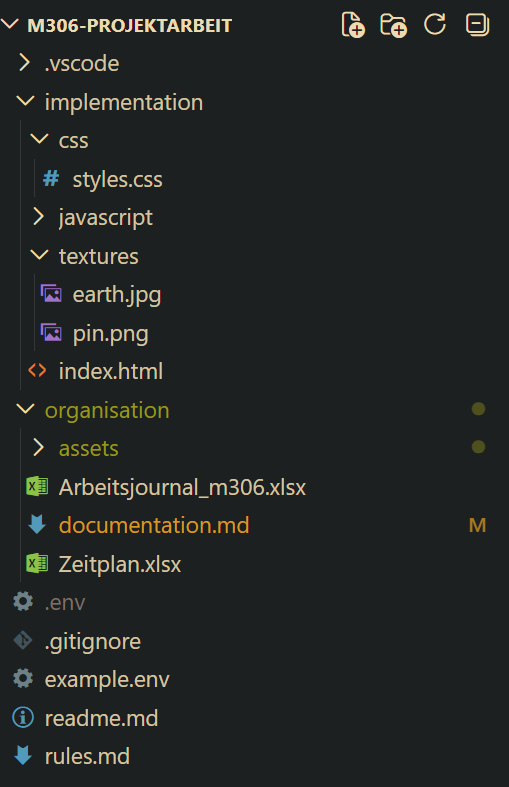 M306-PROJEKTARBEIT
.vscode
implementation
css
# styles.css
javascript
textures
earth.jpg
pin.png
<> index.html
organisation
assets
Arbeitsjournal_m306.xlsx
documentation.md M
Zeitplan.xlsx
.env
.gitignore
example.env
readme.md
rules.md